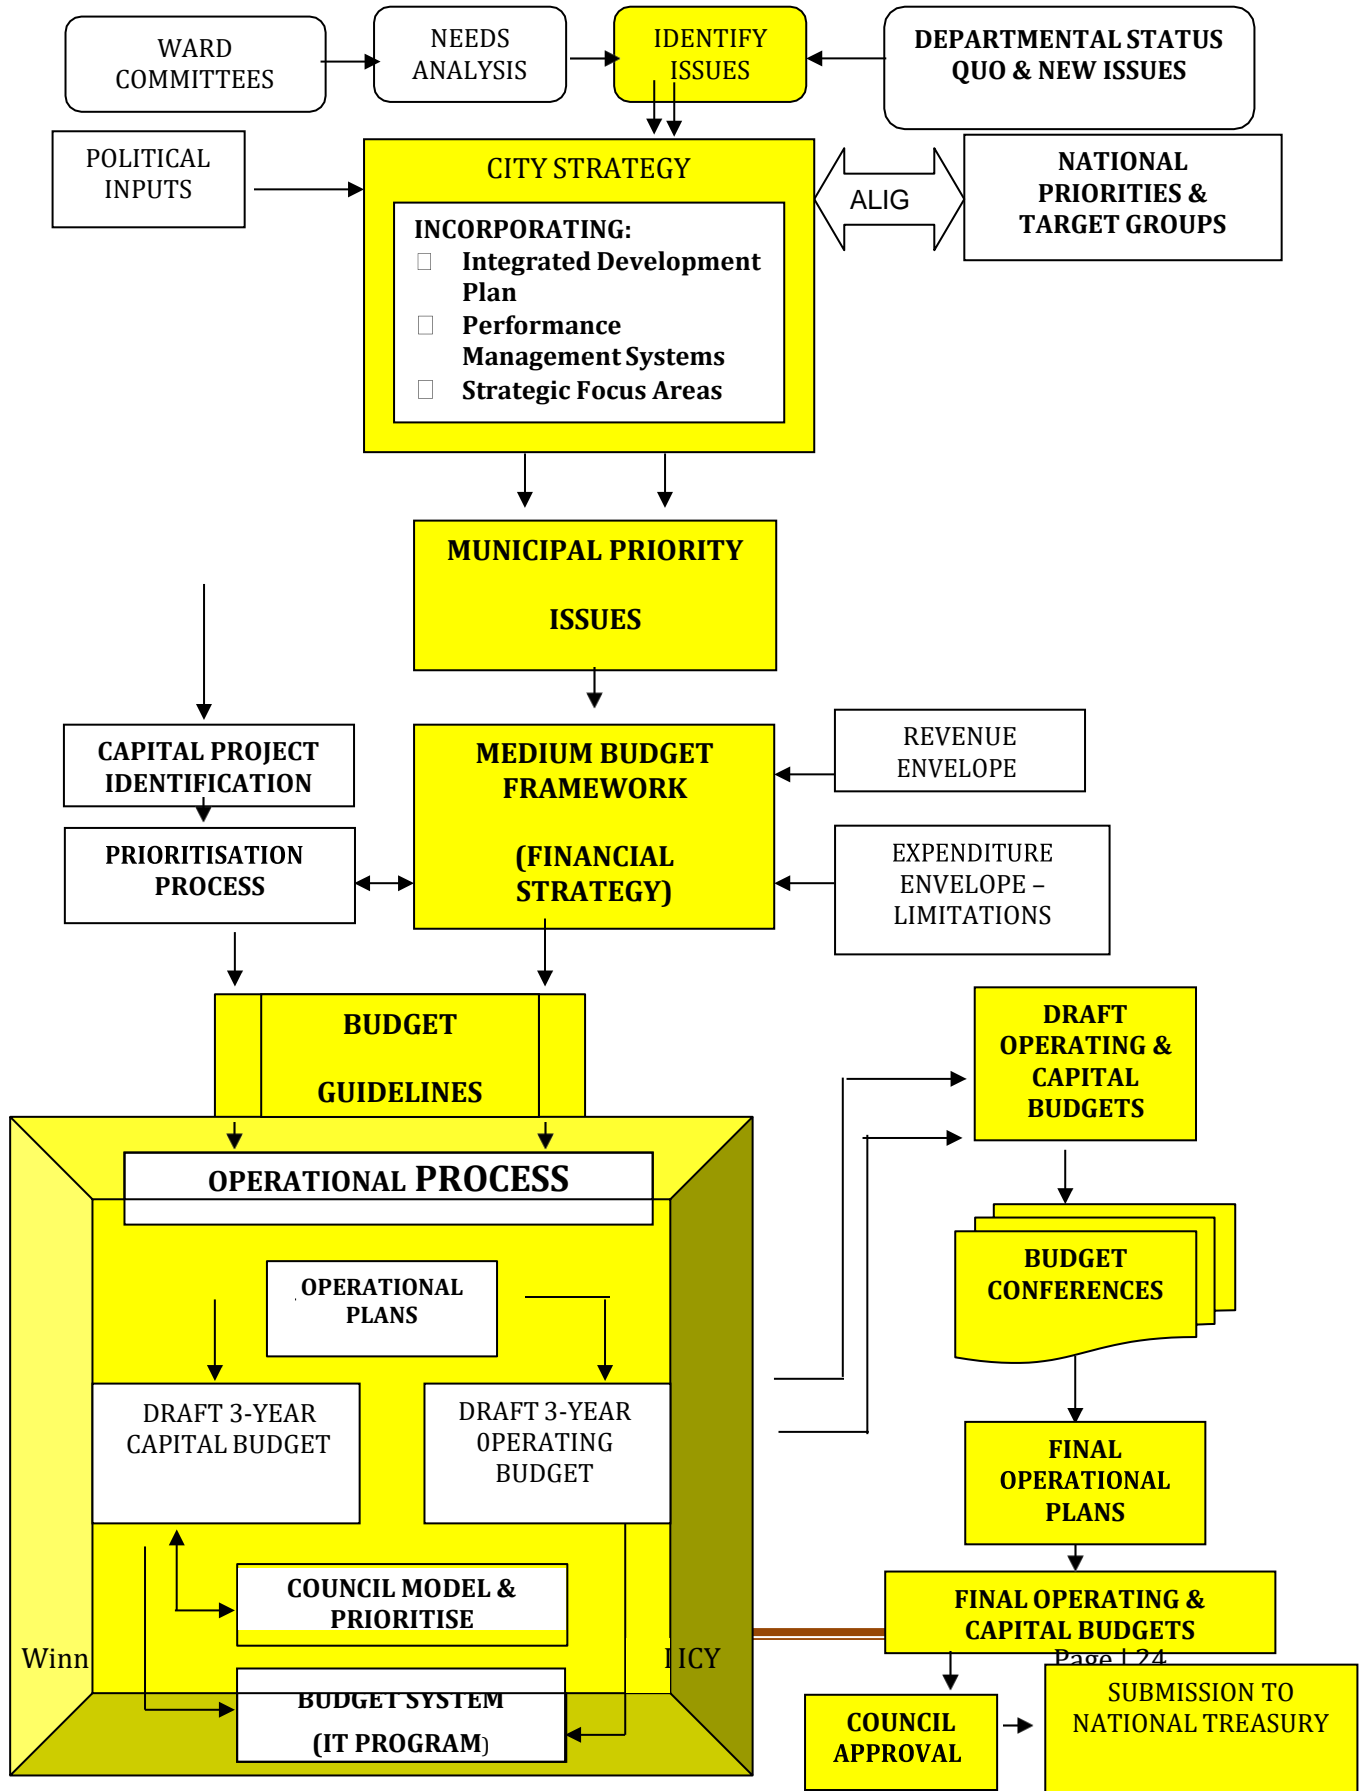 WARD
COMMITTEES
NEEDS
ANALYSIS
IDENTIFY
ISSUES
DEPARTMENTAL STATUS
QUO & NEW ISSUES
POLITICAL
INPUTS
CITY STRATEGY
INCORPORATING:
Integrated Development
Plan
Performance
Management Systems
Strategic Focus Areas
ALIG
NATIONAL
PRIORITIES &
TARGET GROUPS
MUNICIPAL PRIORITY
ISSUES
CAPITAL PROJECT
IDENTIFICATION
PRIORITISATION
PROCESS
MEDIUM BUDGET
FRAMEWORK
(FINANCIAL
STRATEGY)
REVENUE
ENVELOPE
EXPENDITURE
ENVELOPE –
LIMITATIONS
BUDGET
GUIDELINES
OPERATIONAL PROCESS
OPERATIONAL
PLANS
DRAFT 3-YEAR
CAPITAL BUDGET
DRAFT 3-YEAR
0PERATING
BUDGET
COUNCIL MODEL &
PRIORITISE
BUDGET SYSTEM
(IT PROGRAM)
DRAFT
OPERATING &
CAPITAL
BUDGETS
BUDGET
CONFERENCES
FINAL
OPERATIONAL
PLANS
FINAL OPERATING &
CAPITAL BUDGETS
Winn
ICY
Page | 24
COUNCIL
APPROVAL
SUBMISSION TO
NATIONAL TREASURY